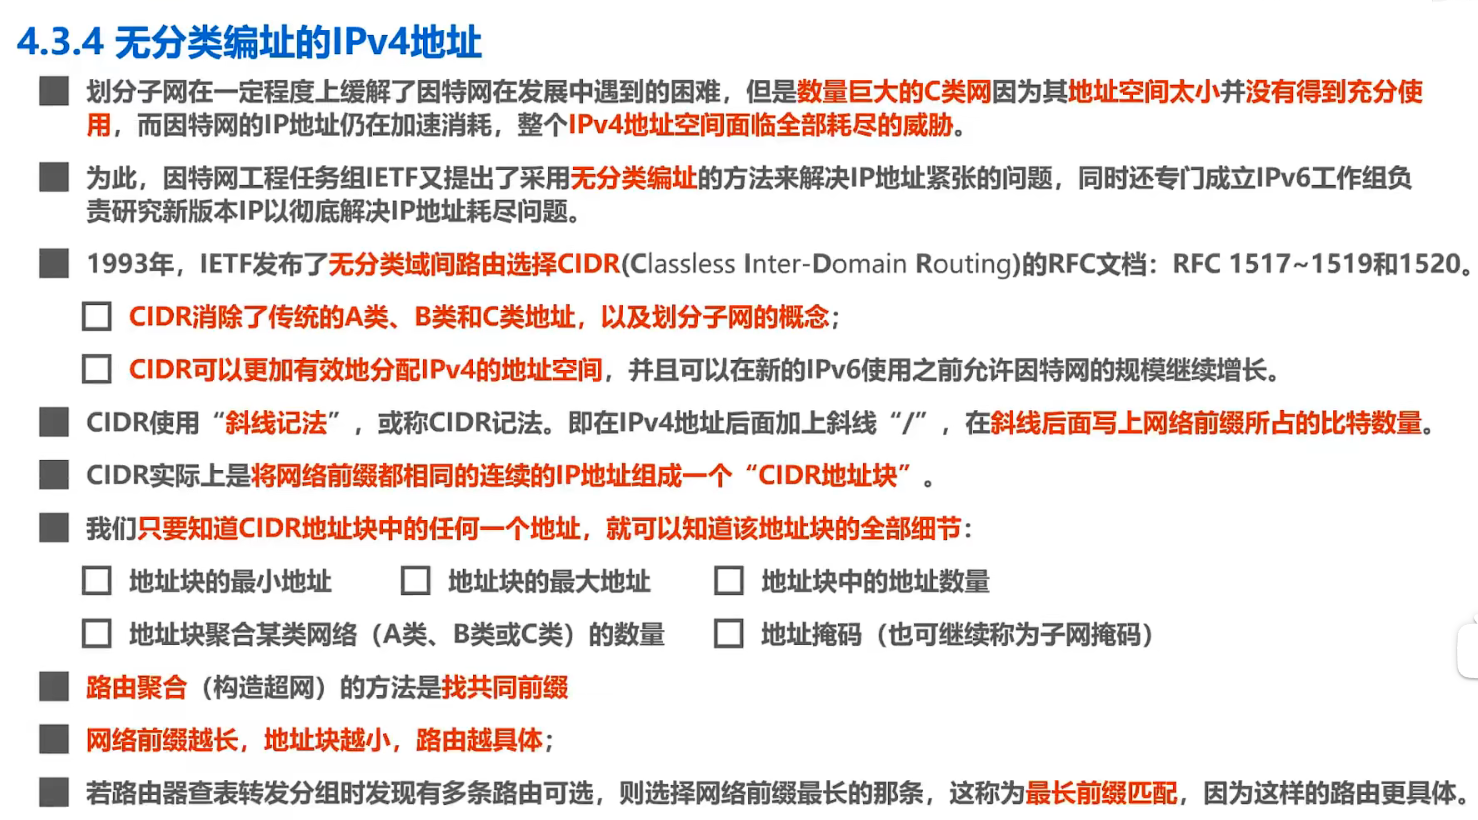 4.3.4 无分类编址的IPv4地址
划分子网在一定程度上缓解了因特网在发展中遇到的困难，但是数量巨大的C类网因为其地址空间太小并没有得到充分使
用，而因特网的IP地址仍在加速消耗，整个IPv4地址空间面临全部耗尽的威胁。
为此，因特网工程任务组IETF又提出了采用无分类编址的方法来解决IP地址紧张的问题，同时还专门成立IPv6工作组负
责研究新版本IP以彻底解决IP地址耗尽问题。
1993年，IETF发布了无分类域间路由选择CIDR(Classless Inter-Domain Routing)的RFC文档：RFC 1517~1519和1520。
CIDR消除了传统的A类、B类和C类地址，以及划分子网的概念；
CIDR可以更加有效地分配IPv4的地址空间，并且可以在新的IPv6使用之前允许因特网的规模继续增长。
CIDR使用“斜线记法”，或称CIDR记法。即在IPv4地址后面加上斜线“/”，在斜线后面写上网络前缀所占的比特数量。
CIDR实际上是将网络前缀都相同的连续的IP地址组成一个“CIDR地址块”。
我们只要知道CIDR地址块中的任何一个地址，就可以知道该地址块的全部细节：
地址块的最小地址 地址块的最大地址 地址块中的地址数量
地址块聚合某类网络（A类、B类或C类）的数量 地址掩码（也可继续称为子网掩码）
路由聚合（构造超网）的方法是找共同前缀
网络前缀越长，地址块越小，路由越具体；
若路由器查表转发分组时发现有多条路由可选，则选择网络前缀最长的那条，这称为最长前缀匹配，因为这样的路由更具体。